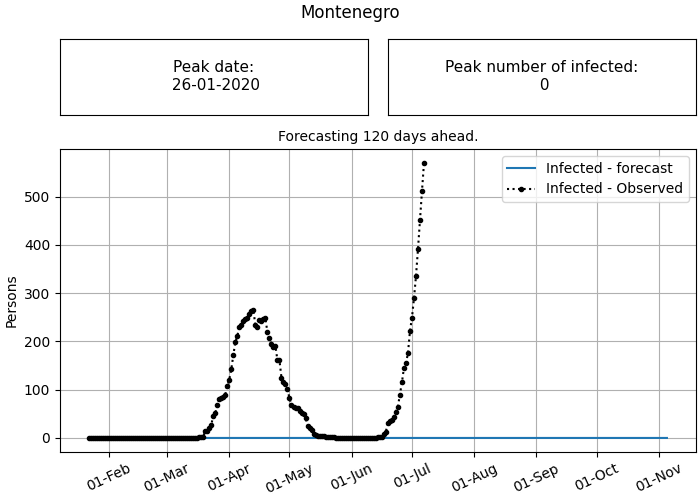 Montenegro
Peak date:
26-01-2020
Peak number of infected:
0
Forecasting 120 days ahead.
Infected - forecast
Infected - Observed
Persons
500
400
300
200
100
0
01-Feb
01-Mar
01-Apr
01-May
01-Jun
01-Jul
01-Aug
01-Sep
01-Oct
01-Nov